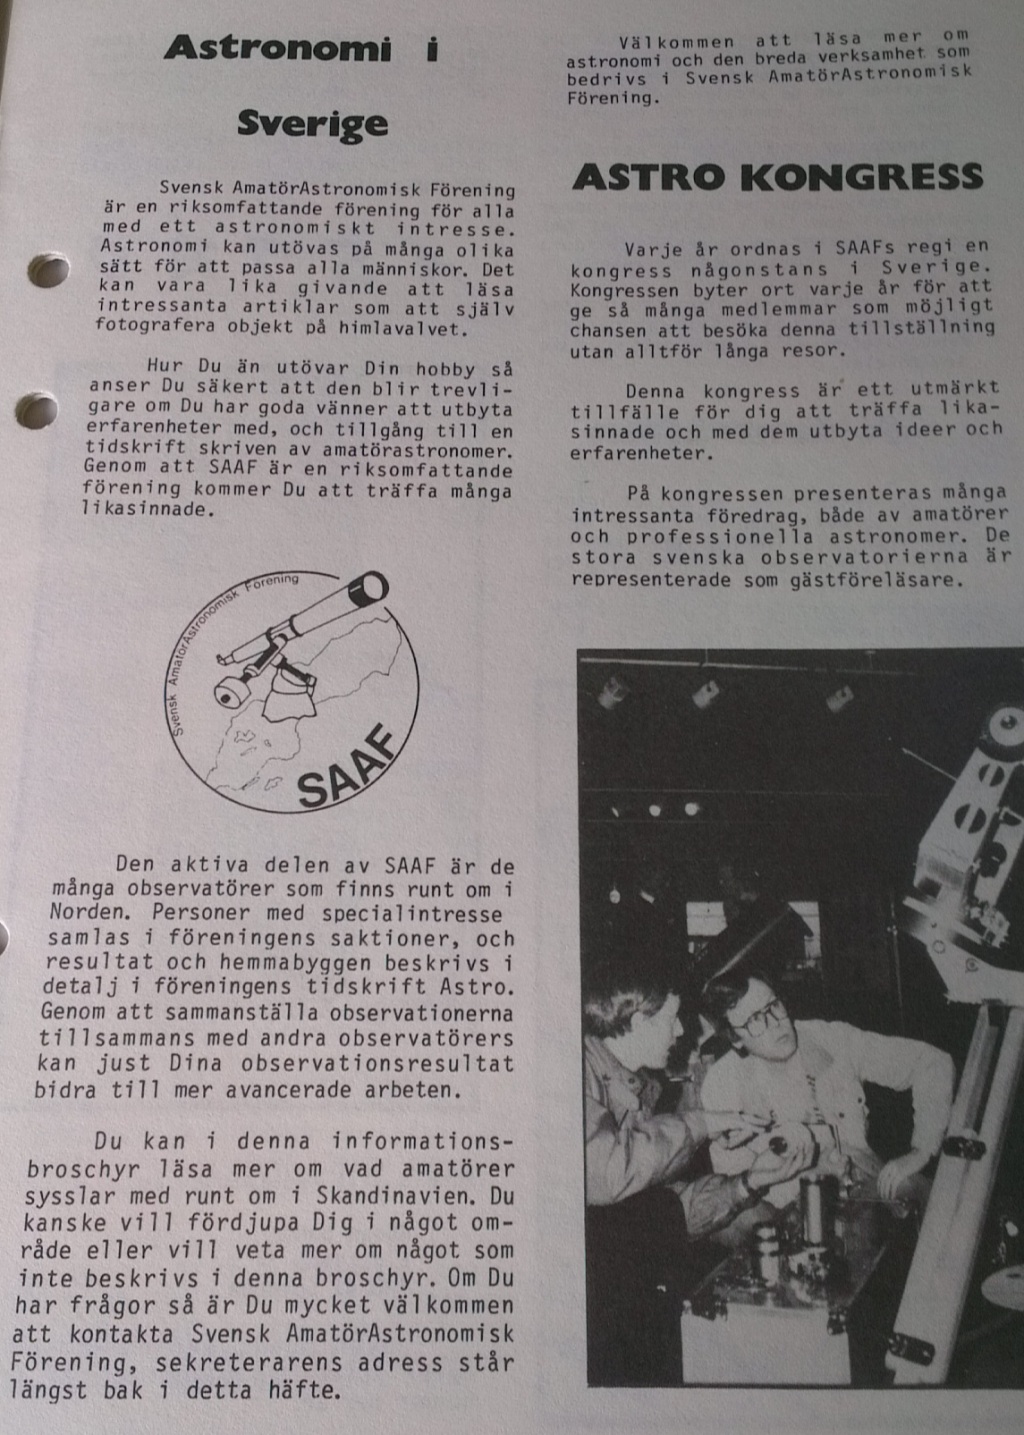 Astronomi i
Sverige
Svensk AmatörAstronomisk Förening
är en riksomfattande förening för alla
med ett astronomiskt intresse.
Astronomi kan utövas på många olika
sätt för att passa alla människor. Det
kan vara lika givande att läsa
intressanta artiklar som att själv
fotografera objekt på himlavalvet.
Hur Du än utövar Din hobby så
anser Du säkert att den blir trevli-
gare om Du har goda vänner att utbyta
erfarenheter med, och tillgång till en
tidskrift skriven av amatörastronomer.
Genom att SAAF är en riksomfattande
förening kommer Du att träffa många
likasinnade.
Svensk AmatörAstronomisk Förening
SAAF
Den aktiva delen av SAAF är de
många observatörer som finns runt om i
Norden. Personer med specialintresse
samlas i föreningens saktioner, och
resultat och hemmabyggen beskrivs i
detalj i föreningens tidskrift Astro.
Genom att sammanställa observationerna
tillsammans med andra observatörers
kan just Dina observationsresultat
bidra till mer avancerade arbeten.
Du kan i denna informations-
broschyr läsa mer om vad amatörer
sysslar med runt om i Skandinavien. Du
kanske vill fördjupa Dig i något om-
råde eller vill veta mer om något som
inte beskrivs i denna broschyr. Om Du
har frågor så är Du mycket välkommen
att kontakta Svensk AmatörAstronomisk
Förening, sekreterarens adress står
längst bak i detta häfte.
Välkommen att läsa mer om
astronomi och den breda verksamhet som
bedrivs i Svensk AmatörAstronomisk
Förening.
ASTRO KONGRESS
Varje år ordnas i SAAFs regi en
kongress någonstans i Sverige.
Kongressen byter ort varje år för att
ge så många medlemmar som möjligt
chansen att besöka denna tillställning
utan alltför långa resor.
Denna kongress är ett utmärkt
tillfälle för dig att träffa lika-
sinnade och med dem utbyta ideer och
erfarenheter.
På kongressen presenteras många
intressanta föredrag, både av amatörer
och professionella astronomer. De
stora svenska observatorierna är
representerade som gästföreläsare.